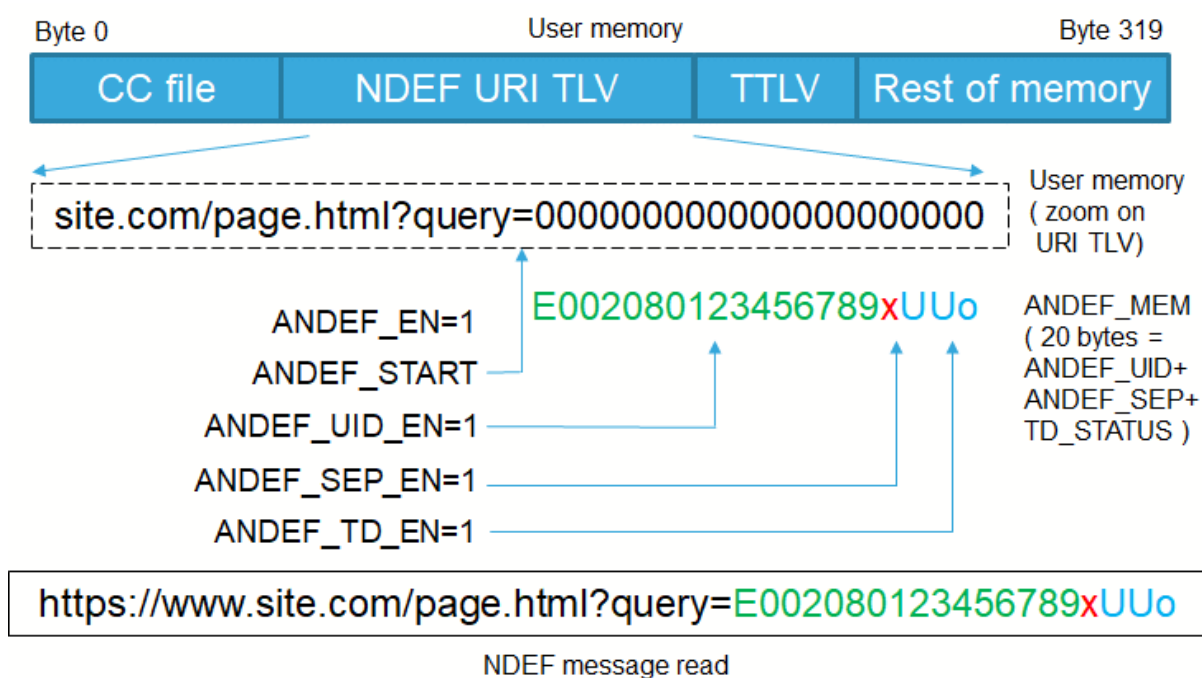 Byte 0 User memory Byte 319
CC file NDEF URI TLV TTLV Rest of memory
site.com/page.html?query=000000000000000000000
User memory
( zoom on
URI TLV)
E002080123456789xUUo
ANDEF_EN=1
ANDEF_START
ANDEF_UID_EN=1
ANDEF_SEP_EN=1
ANDEF_TD_EN=1
ANDEF_MEM
( 20 bytes =
ANDEF_UID+
ANDEF_SEP+
TD_STATUS )
https://www.site.com/page.html?query=E002080123456789xUUo
NDEF message read